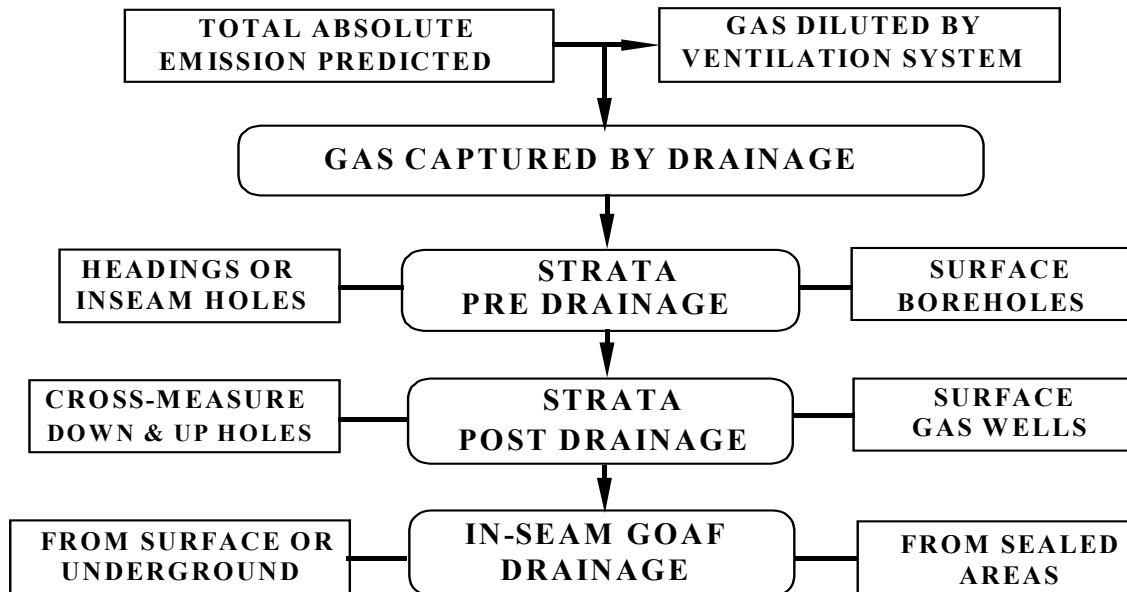 TOTAL ABSOLUTE
EMISSION PREDICTED
GAS DILUTED BY
VENTILATION SYSTEM
GAS CAPTURED BY DRAINAGE
HEADINGS OR
INSEAM HOLES
STRATA
PRE DRAINAGE
SURFACE
BOREHOLES
CROSS-MEASURE
DOWN & UP HOLES
STRATA
POST DRAINAGE
SURFACE
GAS WELLS
FROM SURFACE OR
UNDERGROUND
IN-SEAM GOAF
DRAINAGE
FROM SEALED
AREAS